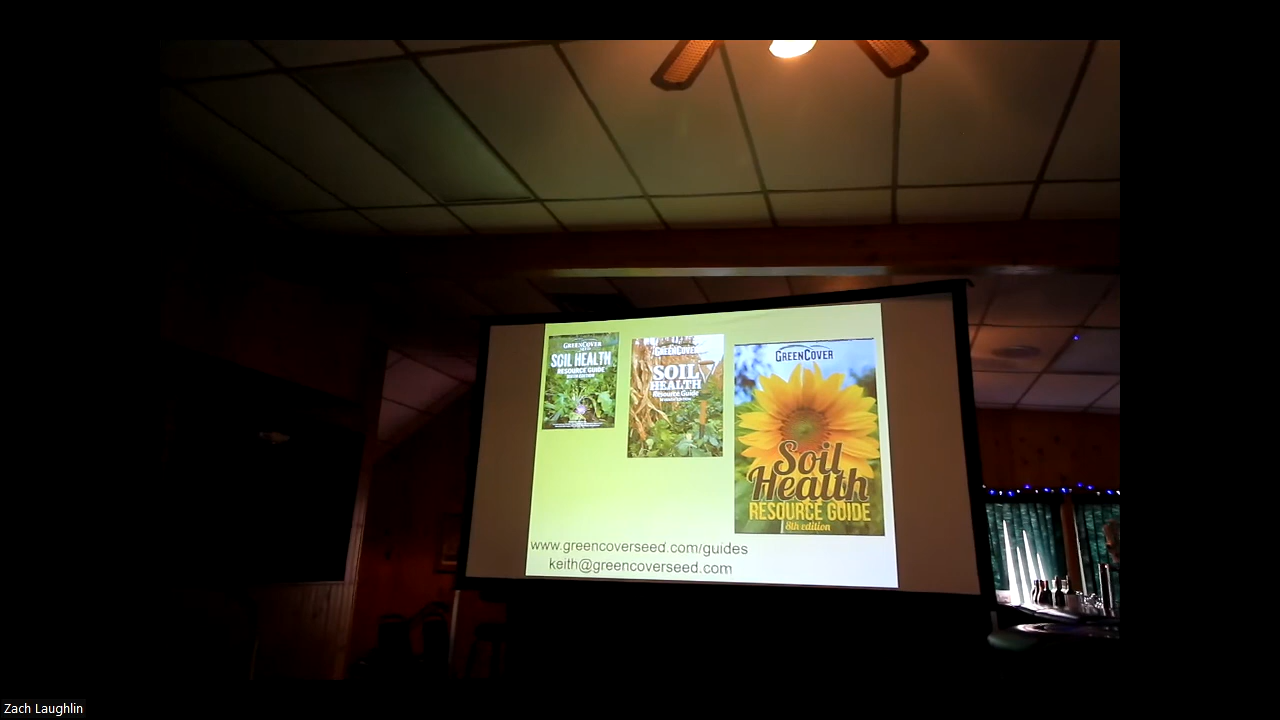 GREENCOVER
SOIL HEALTH
RESOURCE GUIDE
GREENCOVER
SOIL
HEALTH
Resource Guide
GREENCOVER
Soil
Health
RESOURCE GUIDE
8th edition
www.greencoverseed.com/guides
keith@greencoverseed.com
Zach Laughlin